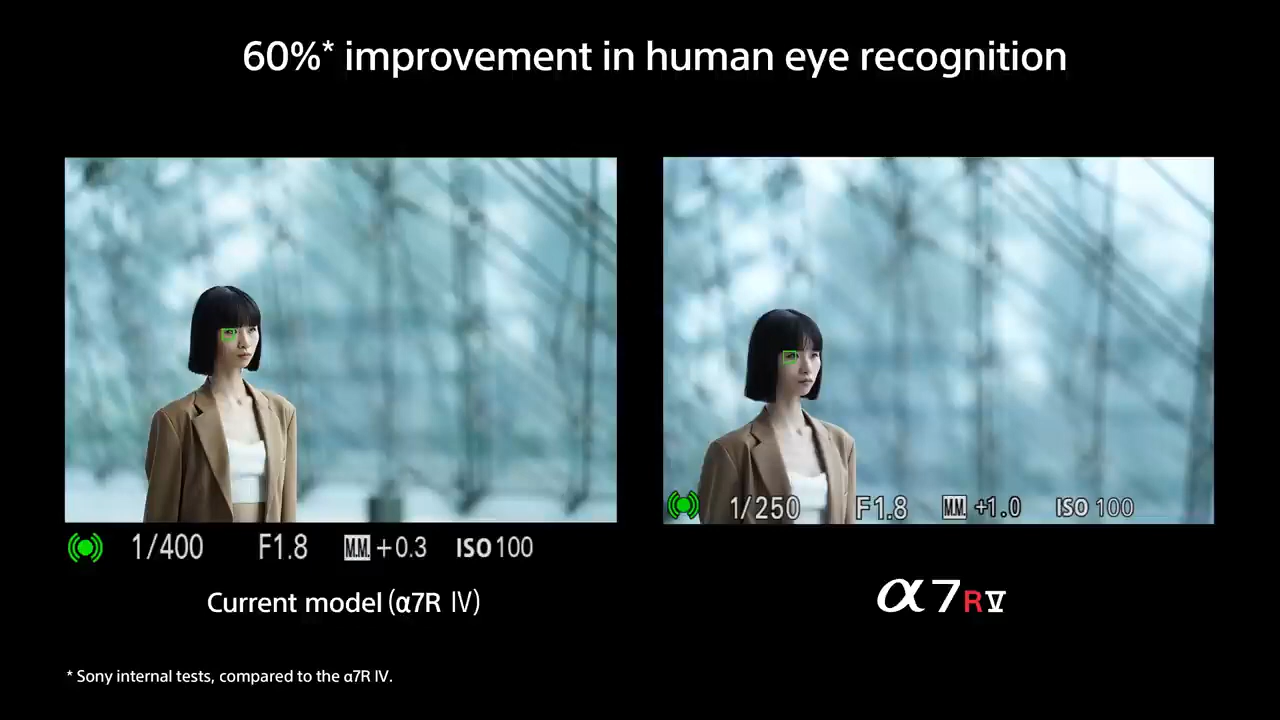 60%* improvement in human eye recognition
1/400 F1.8 M.M. +0.3 ISO 100
1/250 F1.8 M.M. +1.0 ISO 100
Current model (α7R IV)
α7RV
* Sony internal tests, compared to the α7R IV.